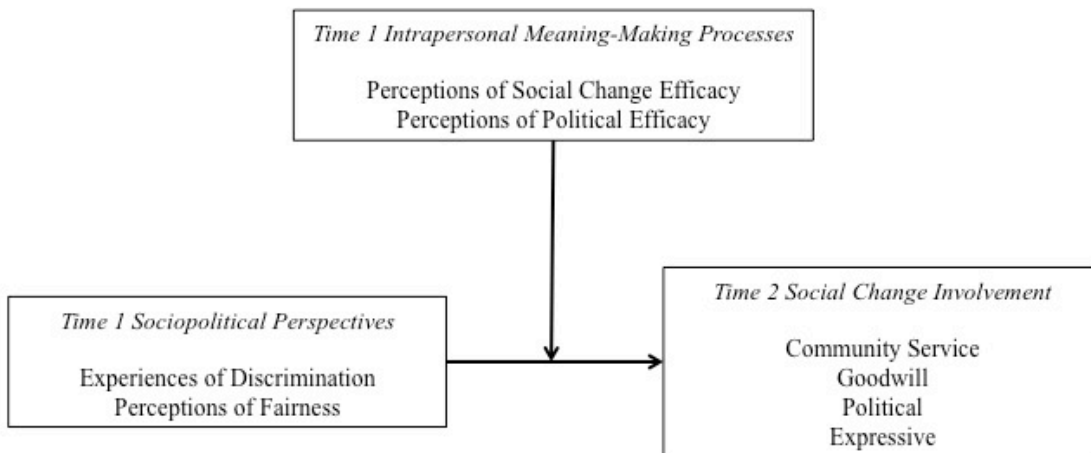 Time 1 Intrapersonal Meaning-Making Processes
Perceptions of Social Change Efficacy
Perceptions of Political Efficacy
Time 1 Sociopolitical Perspectives
Experiences of Discrimination
Perceptions of Fairness
Time 2 Social Change Involvement
Community Service
Goodwill
Political
Expressive